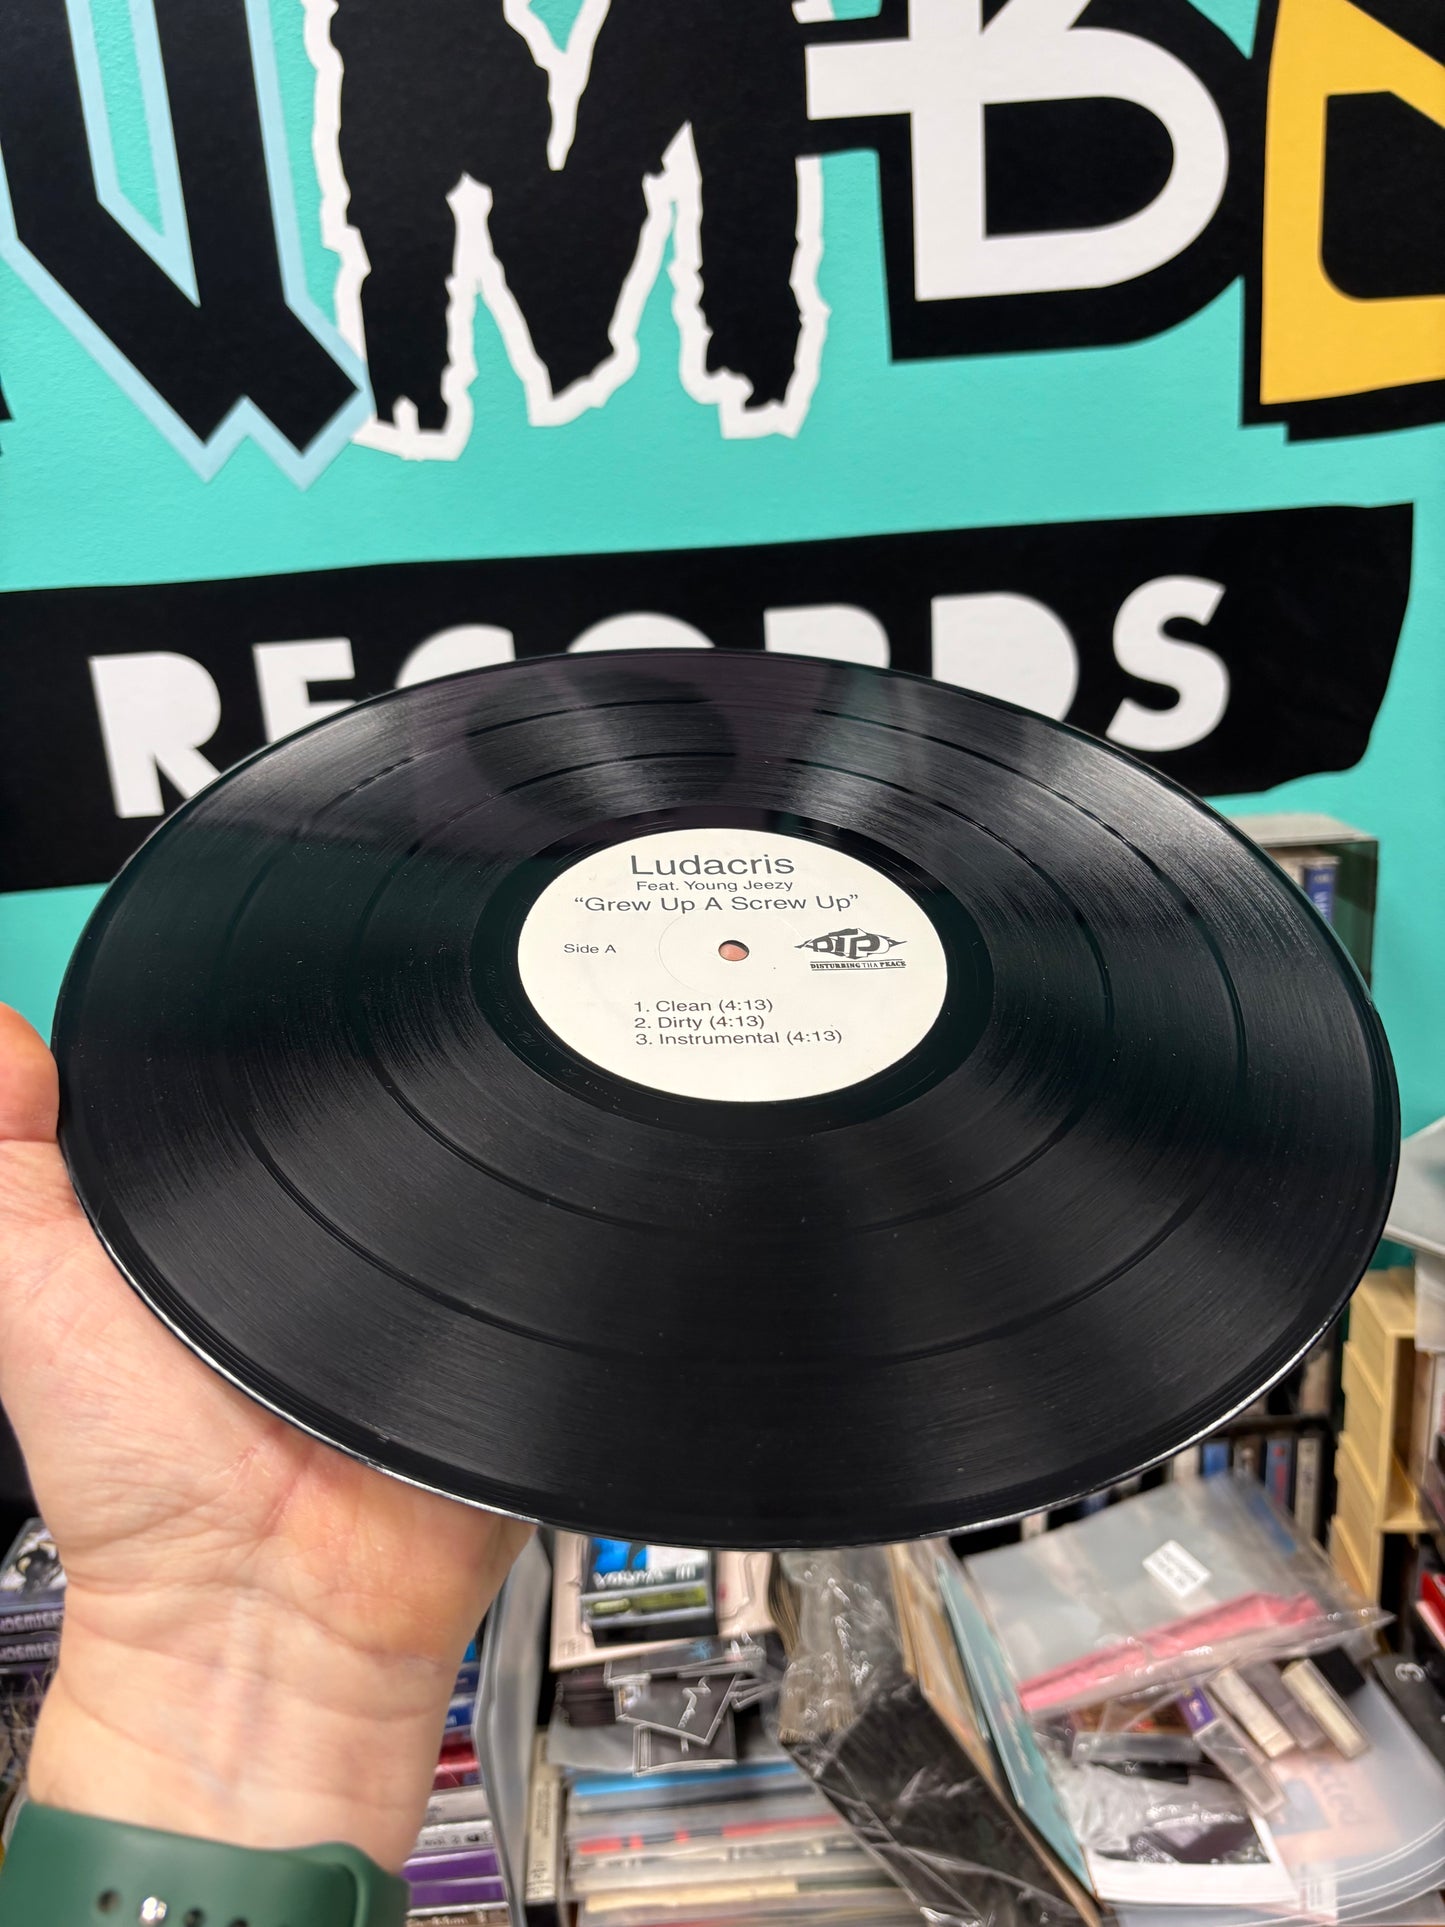 RECORDS
Ludacris
Feat. Young Jeezy
“Grew Up A Screw Up”
Side A
DTP
DISTURBING THA PEACE
1. Clean (4:13)
2. Dirty (4:13)
3. Instrumental (4:13)